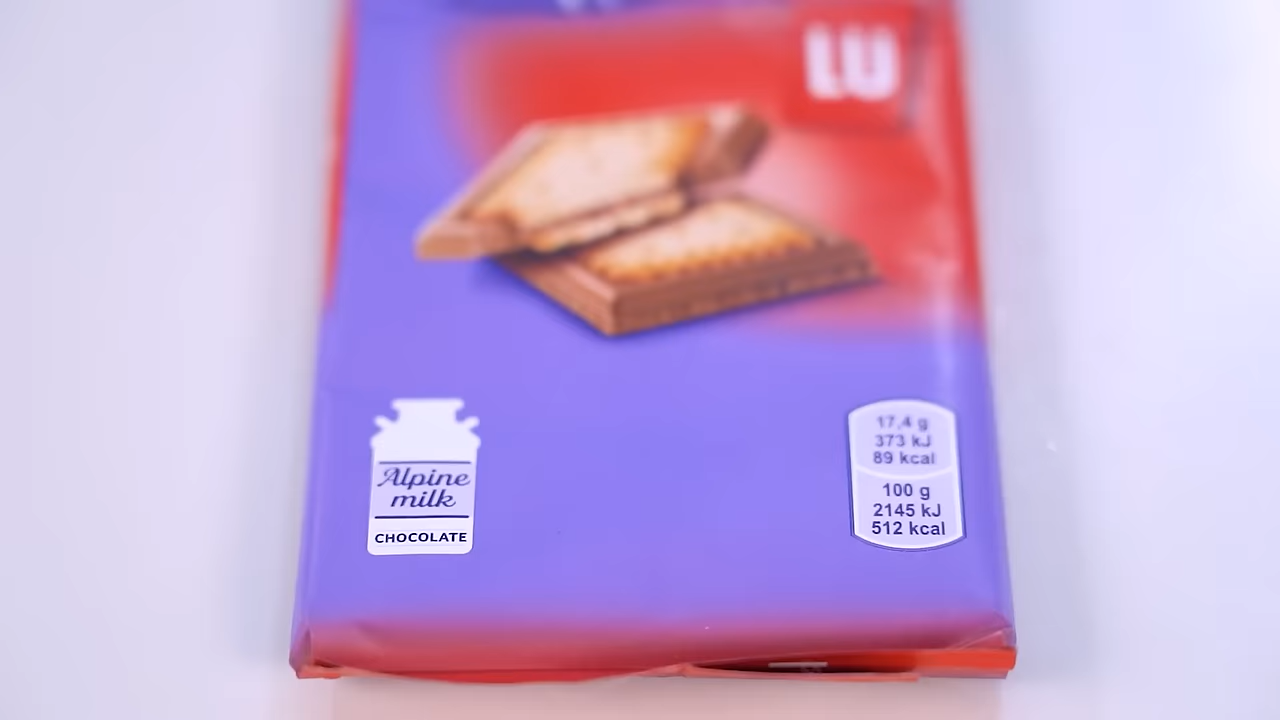 LU
17,4 g
373 kJ
89 kcal
Alpine
milk
CHOCOLATE
100 g
2145 kJ
512 kcal